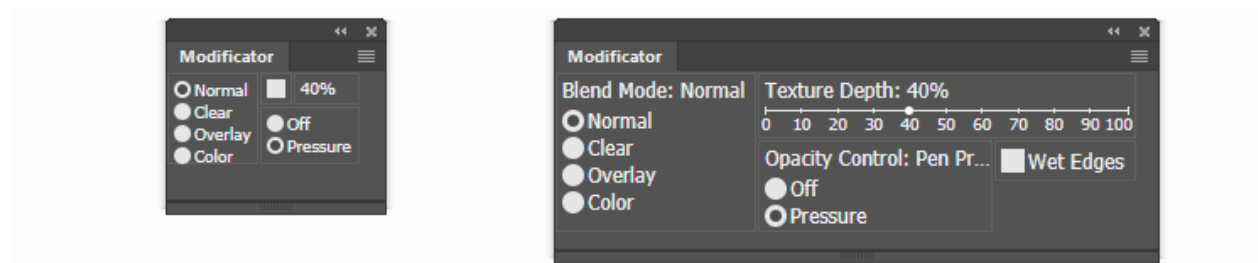 Modificator
Normal
Clear
Overlay
Color
40%
Off
Pressure
Modificator
Blend Mode: Normal
Normal
Clear
Overlay
Color
Texture Depth: 40%
0 10 20 30 40 50 60 70 80 90 100
Opacity Control: Pen Pr...
Off
Pressure
Wet Edges